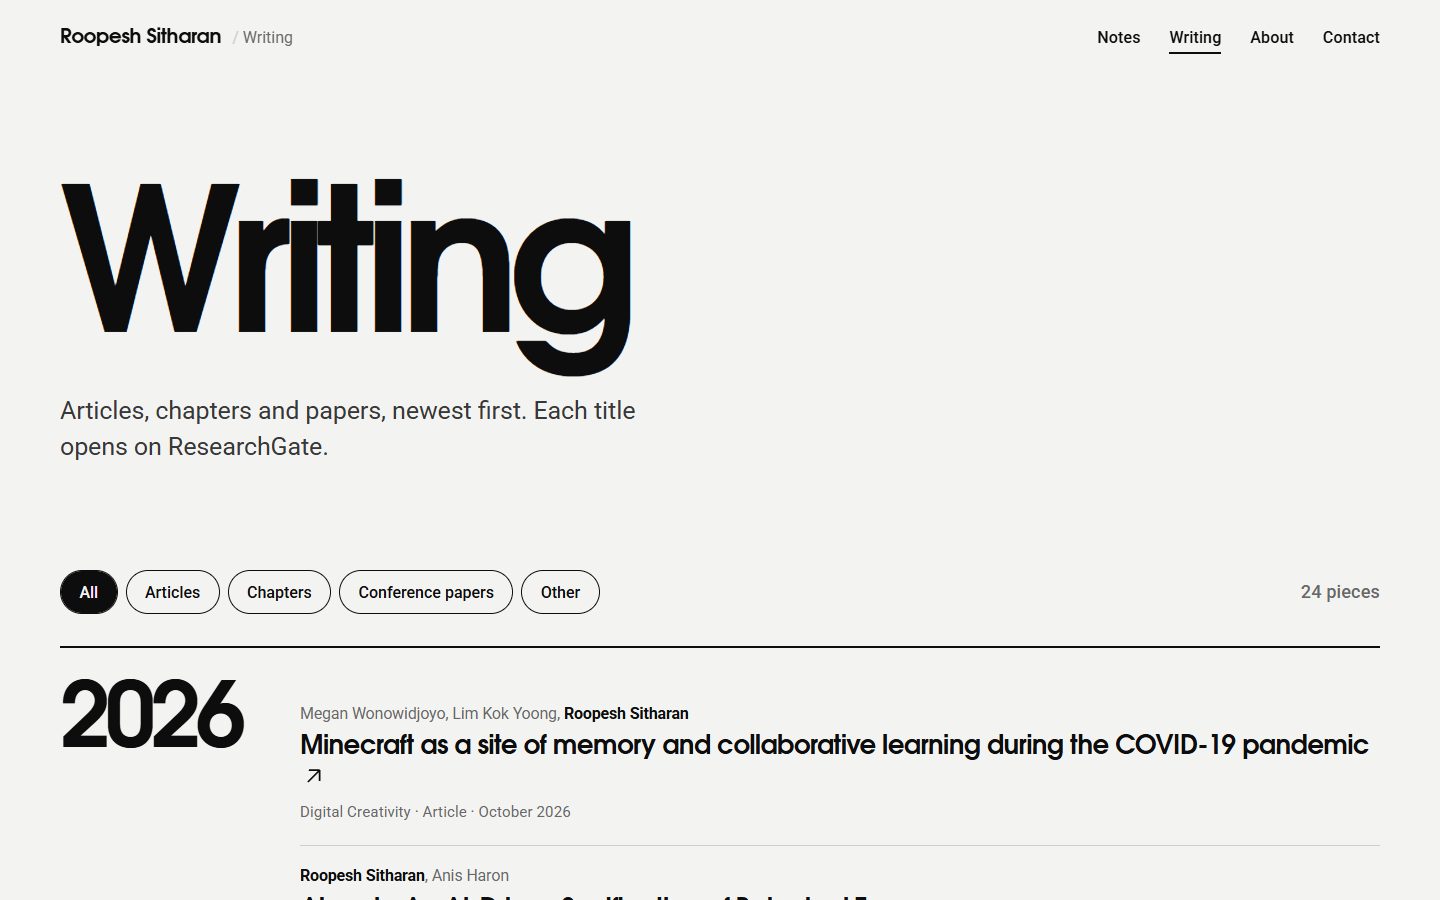 Roopesh Sitharan / Writing
Notes Writing About Contact
Writing
Articles, chapters and papers, newest first. Each title
opens on ResearchGate.
All Articles Chapters Conference papers Other
24 pieces
2026
Megan Wonowidjoyo, Lim Kok Yoong, Roopesh Sitharan
Minecraft as a site of memory and collaborative learning during the COVID-19 pandemic
Digital Creativity · Article · October 2026
Roopesh Sitharan, Anis Haron